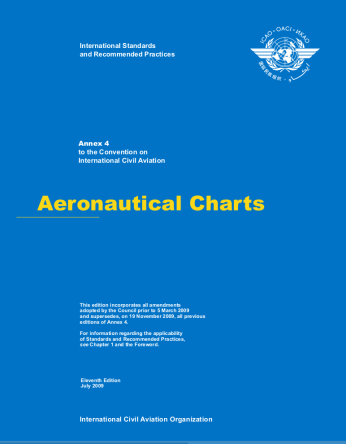 International Standards
and Recommended Practices
ICAO · OACI · ИКАО
Annex 4
to the Convention on
International Civil Aviation
Aeronautical Charts
This edition incorporates all amendments
adopted by the Council prior to 5 March 2009
and supersedes, on 19 November 2009, all previous
editions of Annex 4.
For information regarding the applicability
of Standards and Recommended Practices,
see Chapter 1 and the Foreword.
Eleventh Edition
July 2009
International Civil Aviation Organization